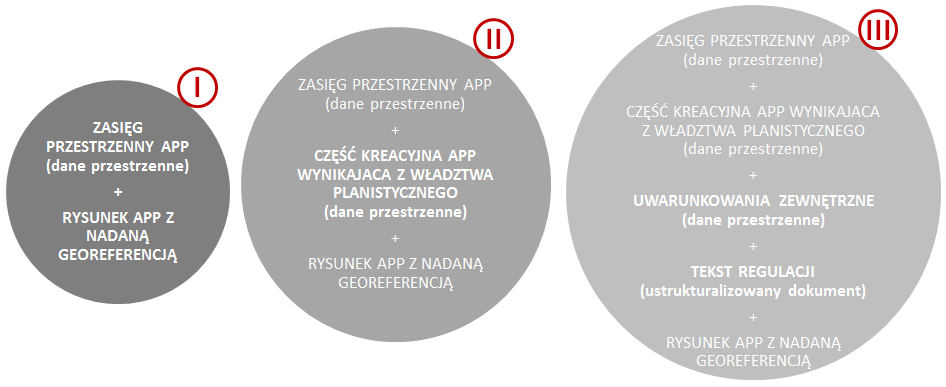 I
ZASIĘG
PRZESTRZENNY APP
(dane przestrzenne)
+
RYSUNEK APP Z
NADANĄ
GEOREFERENCJĄ
II
ZASIĘG PRZESTRZENNY APP
(dane przestrzenne)
+
CZĘŚĆ KREACYJNA APP
WYNIKAJACA Z WŁADZTWA
PLANISTYCZNEGO
(dane przestrzenne)
+
RYSUNEK APP Z NADANĄ
GEOREFERENCJĄ
III
ZASIĘG PRZESTRZENNY APP
(dane przestrzenne)
+
CZĘŚĆ KREACYJNA APP WYNIKAJACA
Z WŁADZTWA PLANISTYCZNEGO
(dane przestrzenne)
+
UWARUNKOWANIA ZEWNĘTRZNE
(dane przestrzenne)
+
TEKST REGULACJI
(ustrukturalizowany dokument)
+
RYSUNEK APP Z NADANĄ
GEOREFERENCJĄ